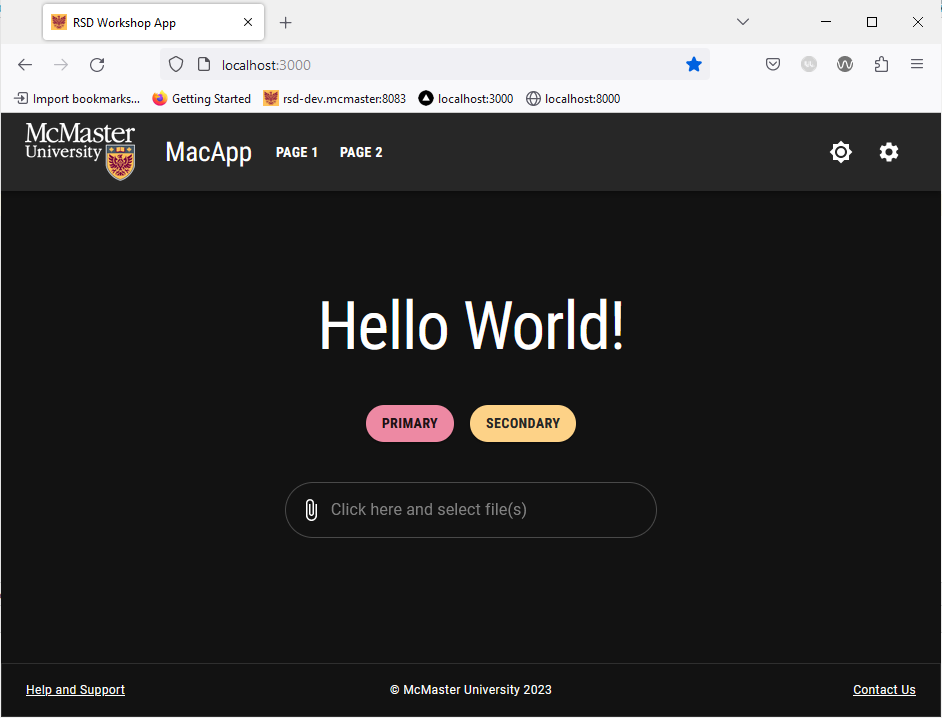 RSD Workshop App
localhost:3000
Import bookmarks... Getting Started rsd-dev.mcmaster:8083 localhost:3000 localhost:8000
McMaster
University
MacApp PAGE 1 PAGE 2
Hello World!
PRIMARY SECONDARY
Click here and select file(s)
Help and Support © McMaster University 2023 Contact Us